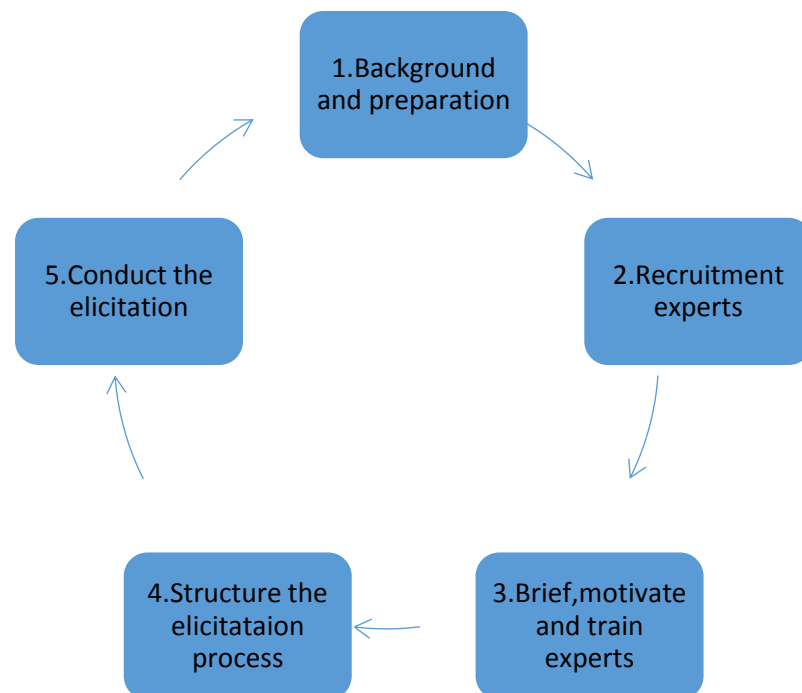 1.Background
and preparation
2.Recruitment
experts
3.Brief,motivate
and train
experts
4.Structure the
elicitataion
process
5.Conduct the
elicitation